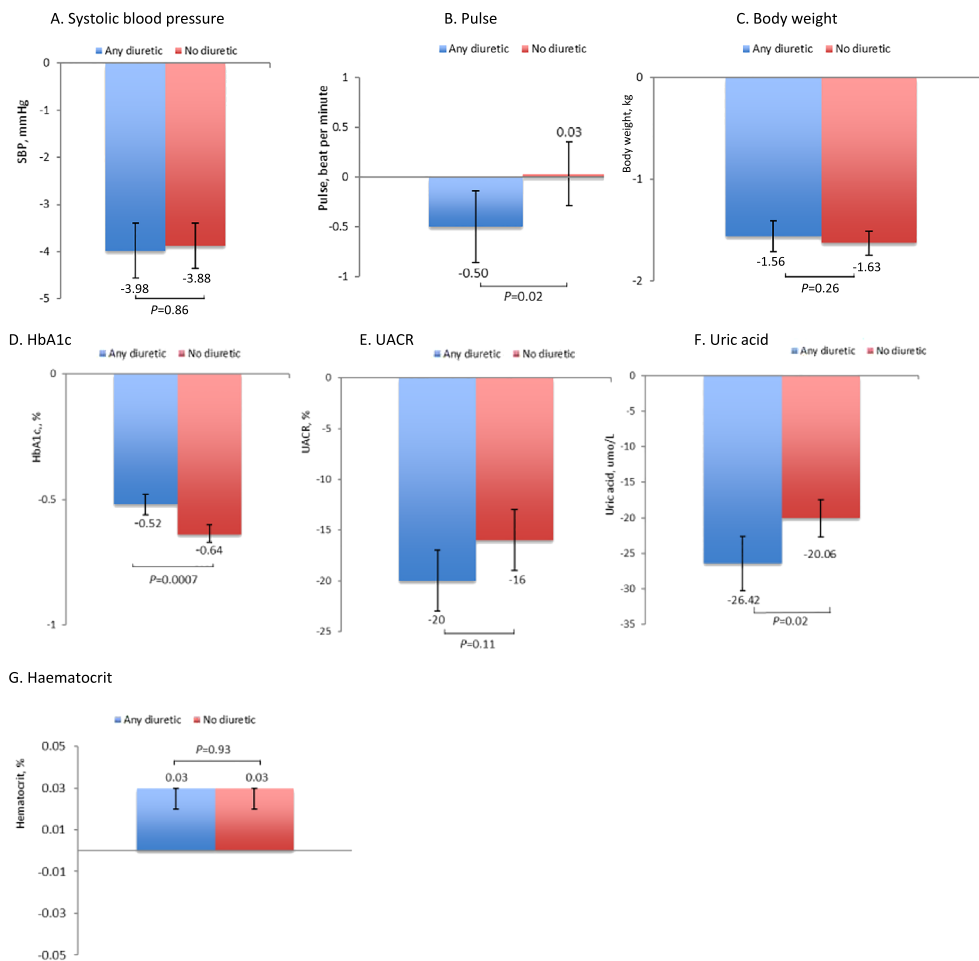 A. Systolic blood pressure
B. Pulse
C. Body weight
Any diuretic No diuretic
Any diuretic No diuretic
Any diuretic No diuretic
SBP, mmHg
0
-1
-2
-3
-4
-5
-3.98
-3.88
P=0.86
Pulse, beat per minute
1
0.5
0
-0.5
-1
0.03
-0.50
P=0.02
Body weight, kg
0
-1
-2
-1.56
-1.63
P=0.26
D. HbA1c
E. UACR
F. Uric acid
Any diuretic No diuretic
Any diuretic No diuretic
Any diuretic No diuretic
HbA1c,, %
0
-0.5
-1
-0.52
-0.64
P=0.0007
UACR, %
0
-5
-10
-15
-20
-25
-20
-16
P=0.11
Uric acid, umo/L
0
-5
-10
-15
-20
-25
-30
-35
-26.42
-20.06
P=0.02
G. Haematocrit
Any diuretic No diuretic
Hematocrit, %
0.05
0.03
0.01
-0.01
-0.03
-0.05
P=0.93
0.03
0.03